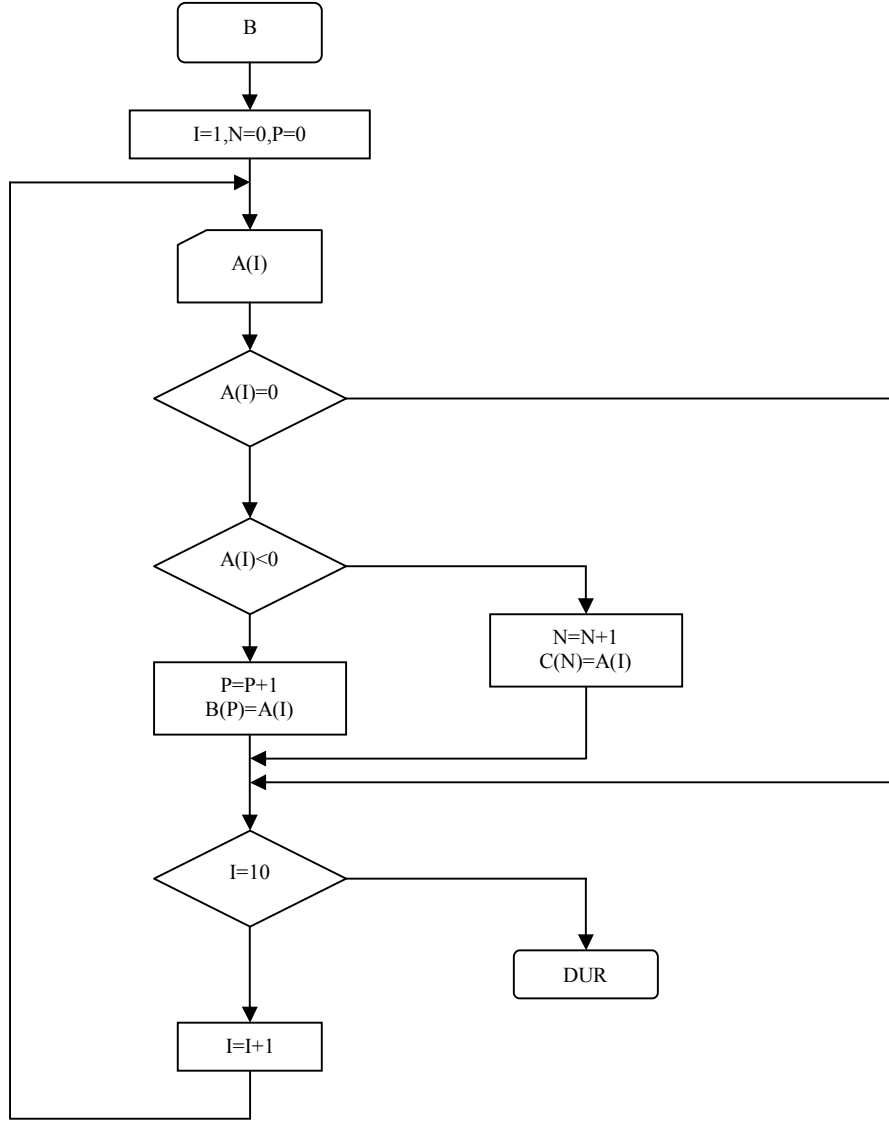 B
I=1,N=0,P=0
A(I)
A(I)=0
A(I)<0
N=N+1
C(N)=A(I)
P=P+1
B(P)=A(I)
I=10
DUR
I=I+1